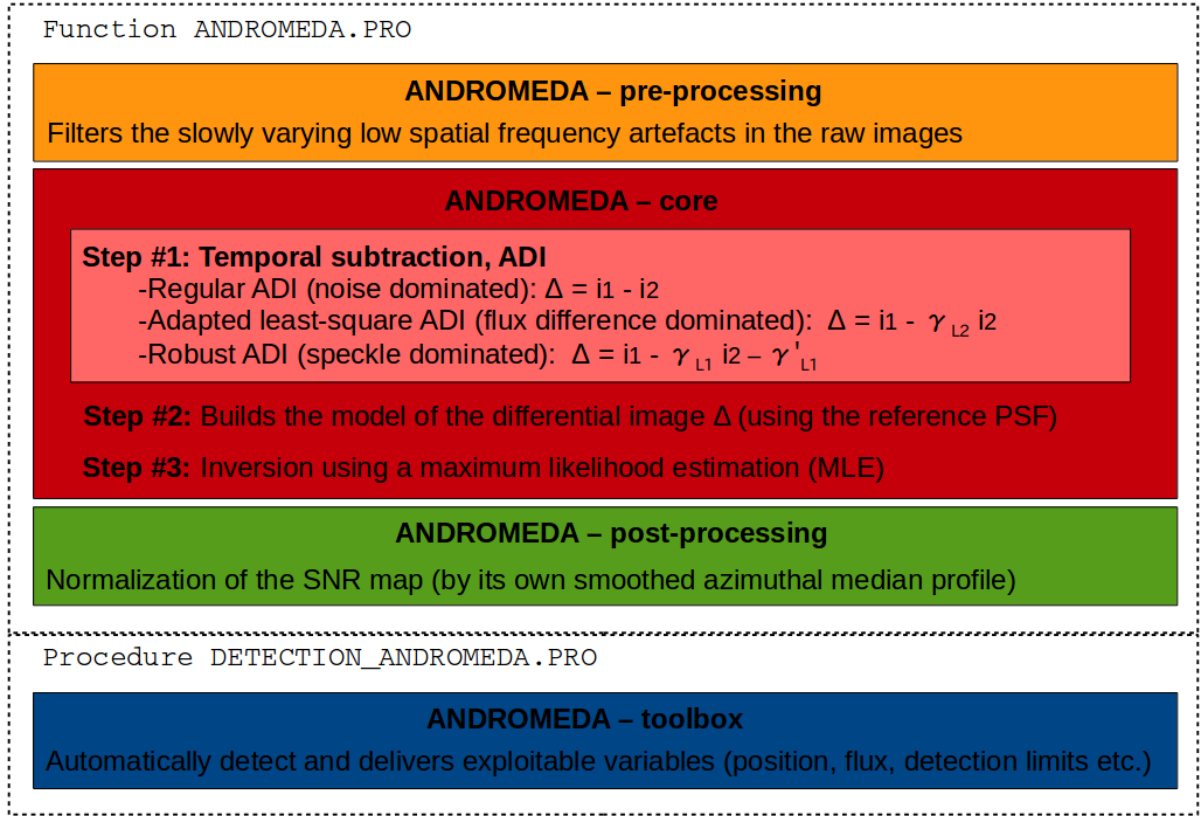 Function ANDROMEDA.PRO
ANDROMEDA – pre-processing
Filters the slowly varying low spatial frequency artefacts in the raw images
ANDROMEDA – core
Step #1: Temporal subtraction, ADI
-Regular ADI (noise dominated): Δ = i1 - i2
-Adapted least-square ADI (flux difference dominated): Δ = i1 - γ L2 i2
-Robust ADI (speckle dominated): Δ = i1 - γ L1 i2 – γ' L1
Step #2: Builds the model of the differential image Δ (using the reference PSF)
Step #3: Inversion using a maximum likelihood estimation (MLE)
ANDROMEDA – post-processing
Normalization of the SNR map (by its own smoothed azimuthal median profile)
Procedure DETECTION_ANDROMEDA.PRO
ANDROMEDA – toolbox
Automatically detect and delivers exploitable variables (position, flux, detection limits etc.)